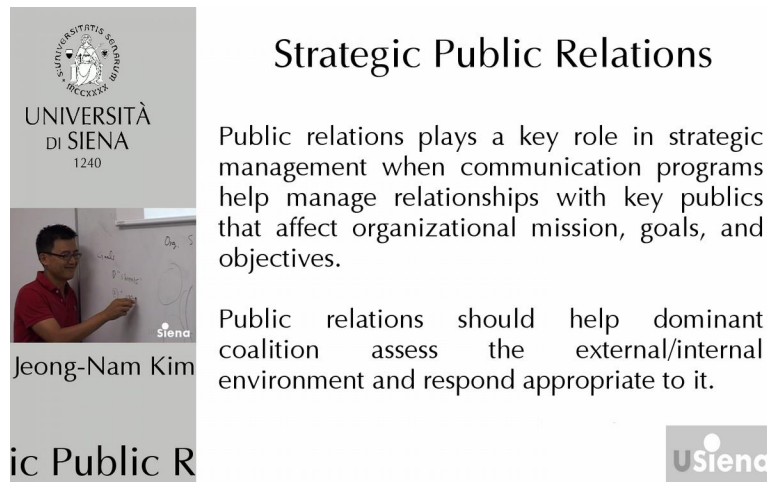 UNIVERSITÀ
DI SIENA
1240
Siena
Jeong-Nam Kim
ic Public R
Strategic Public Relations
Public relations plays a key role in strategic
management when communication programs
help manage relationships with key publics
that affect organizational mission, goals, and
objectives.
Public relations should help dominant
coalition assess the external/internal
environment and respond appropriate to it.
USiena